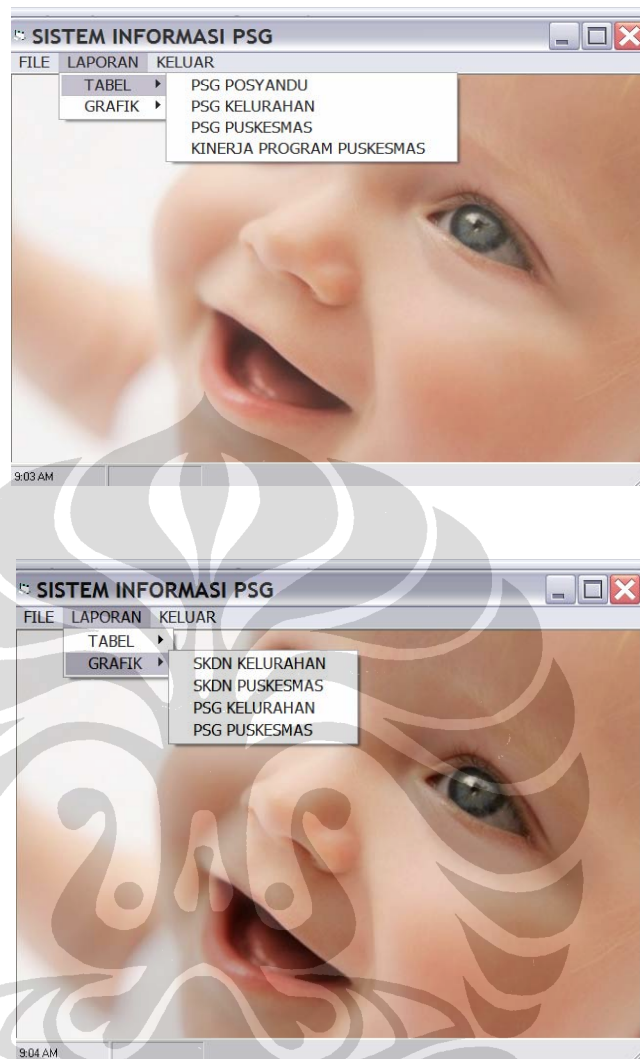 SISTEM INFORMASI PSG
FILE LAPORAN KELUAR
TABEL PSG POSYANDU
GRAFIK PSG KELURAHAN
PSG PUSKESMAS
KINERJA PROGRAM PUSKESMAS
9:03 AM
SISTEM INFORMASI PSG
FILE LAPORAN KELUAR
TABEL
GRAFIK SKDN KELURAHAN
SKDN PUSKESMAS
PSG KELURAHAN
PSG PUSKESMAS
9:04 AM